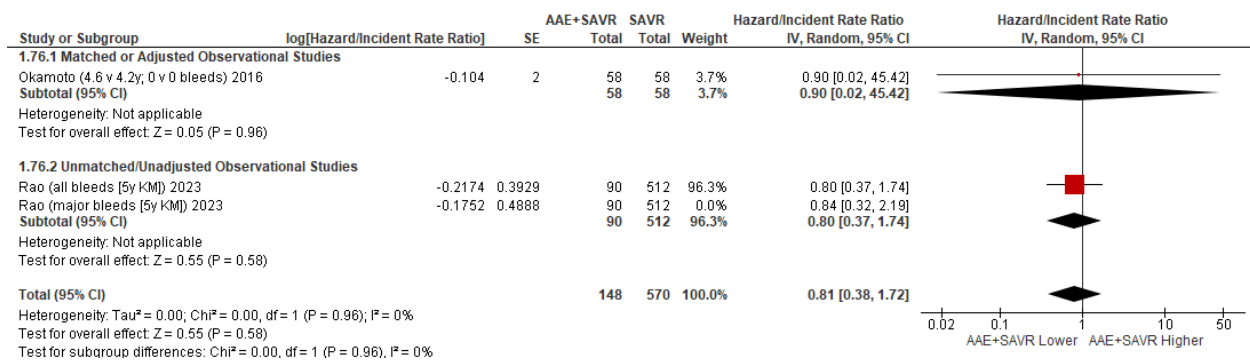 AAE+SAVR SAVR Hazard/Incident Rate Ratio Hazard/Incident Rate Ratio
Study or Subgroup log[Hazard/Incident Rate Ratio] SE Total Total Weight IV, Random, 95% CI IV, Random, 95% CI
1.76.1 Matched or Adjusted Observational Studies
Okamoto (4.6 v 4.2y; 0 v 0 bleeds) 2016 -0.104 2 58 58 3.7% 0.90 [0.02, 45.42]
Subtotal (95% CI) 58 58 3.7% 0.90 [0.02, 45.42]
Heterogeneity: Not applicable
Test for overall effect: Z = 0.05 (P = 0.96)
1.76.2 Unmatched/Unadjusted Observational Studies
Rao (all bleeds [5y KM]) 2023 -0.2174 0.3929 90 512 96.3% 0.80 [0.37, 1.74]
Rao (major bleeds [5y KM]) 2023 -0.1752 0.4888 90 512 0.0% 0.84 [0.32, 2.19]
Subtotal (95% CI) 90 512 96.3% 0.80 [0.37, 1.74]
Heterogeneity: Not applicable
Test for overall effect: Z = 0.55 (P = 0.58)
Total (95% CI) 148 570 100.0% 0.81 [0.38, 1.72]
Heterogeneity: Tau² = 0.00; Chi² = 0.00, df = 1 (P = 0.96); I² = 0%
Test for overall effect: Z = 0.55 (P = 0.58)
Test for subgroup differences: Chi² = 0.00, df = 1 (P = 0.96), I² = 0%
0.02 0.1 1 10 50
AAE+SAVR Lower AAE+SAVR Higher